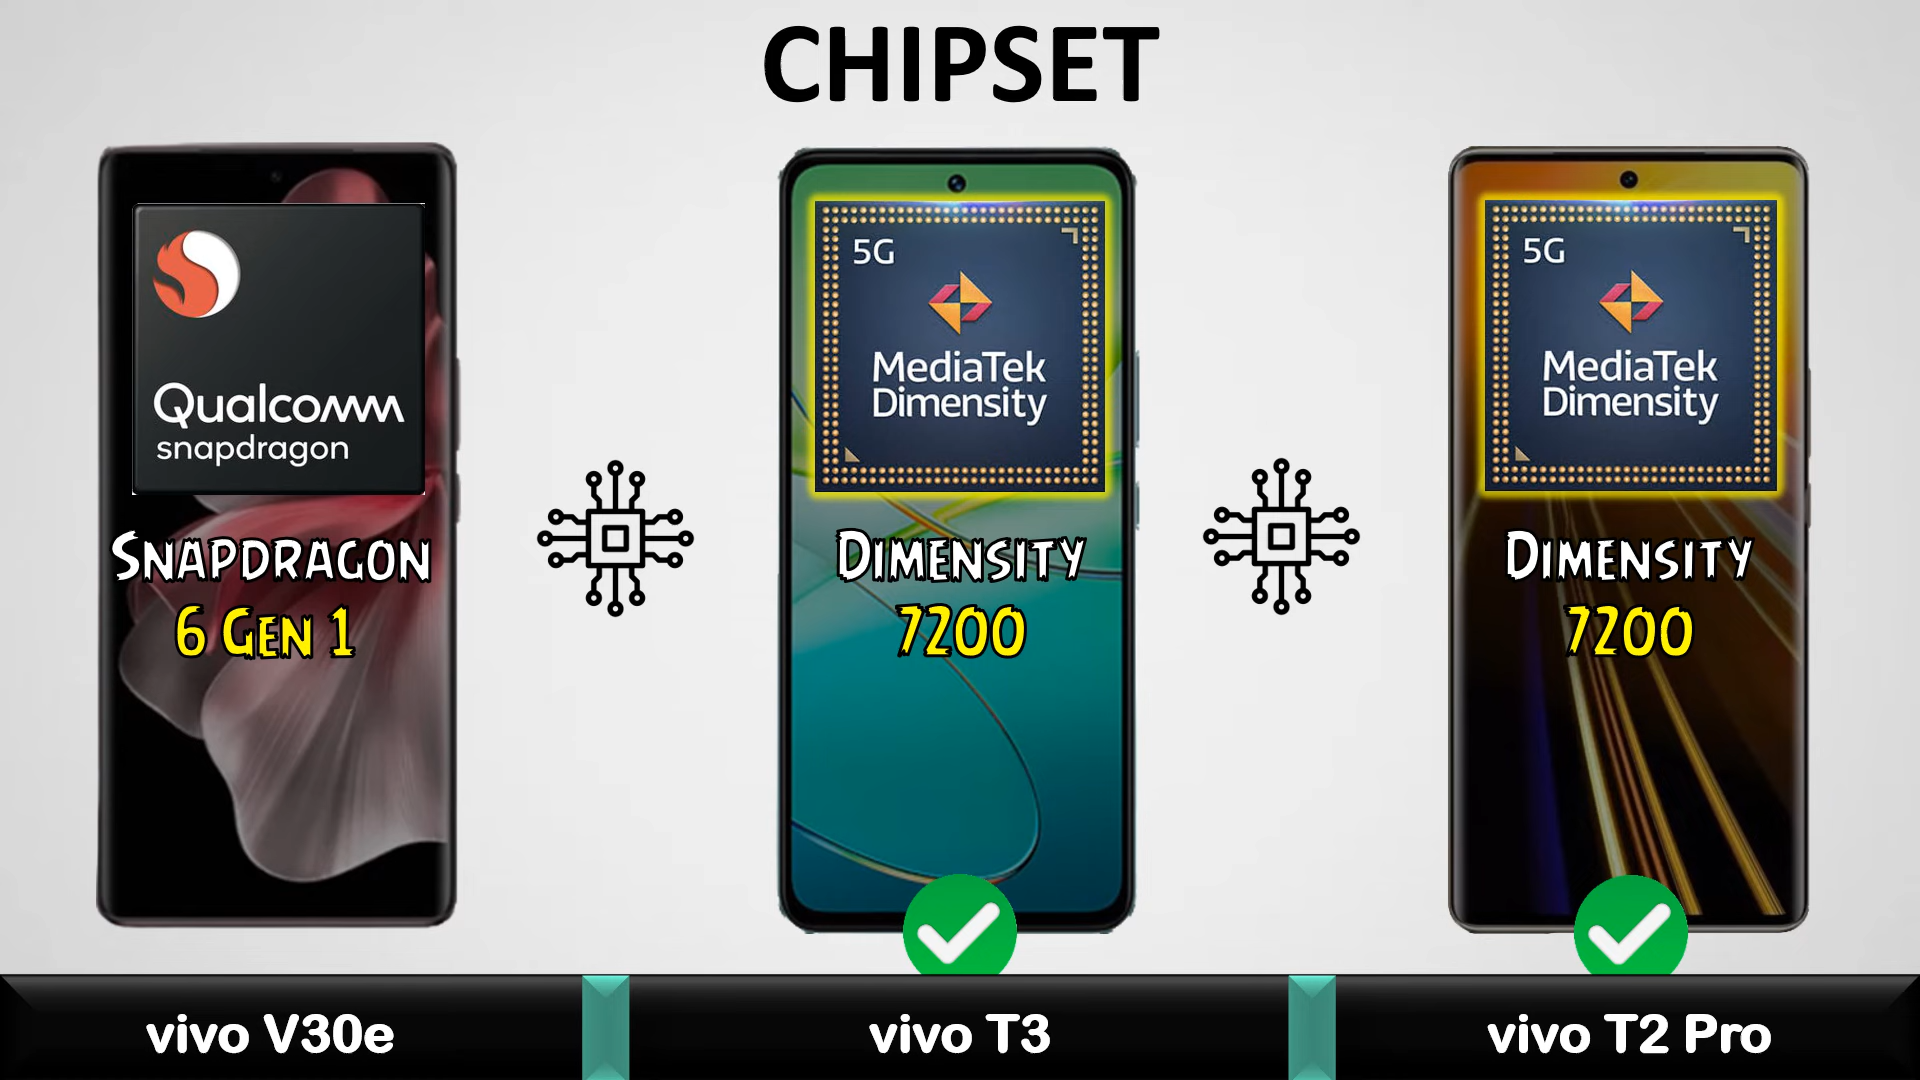 CHIPSET
Qualcomm
snapdragon
SNAPDRAGON
6 GEN 1
5G
MediaTek
Dimensity
DIMENSITY
7200
5G
MediaTek
Dimensity
DIMENSITY
7200
vivo V30e
vivo T3
vivo T2 Pro